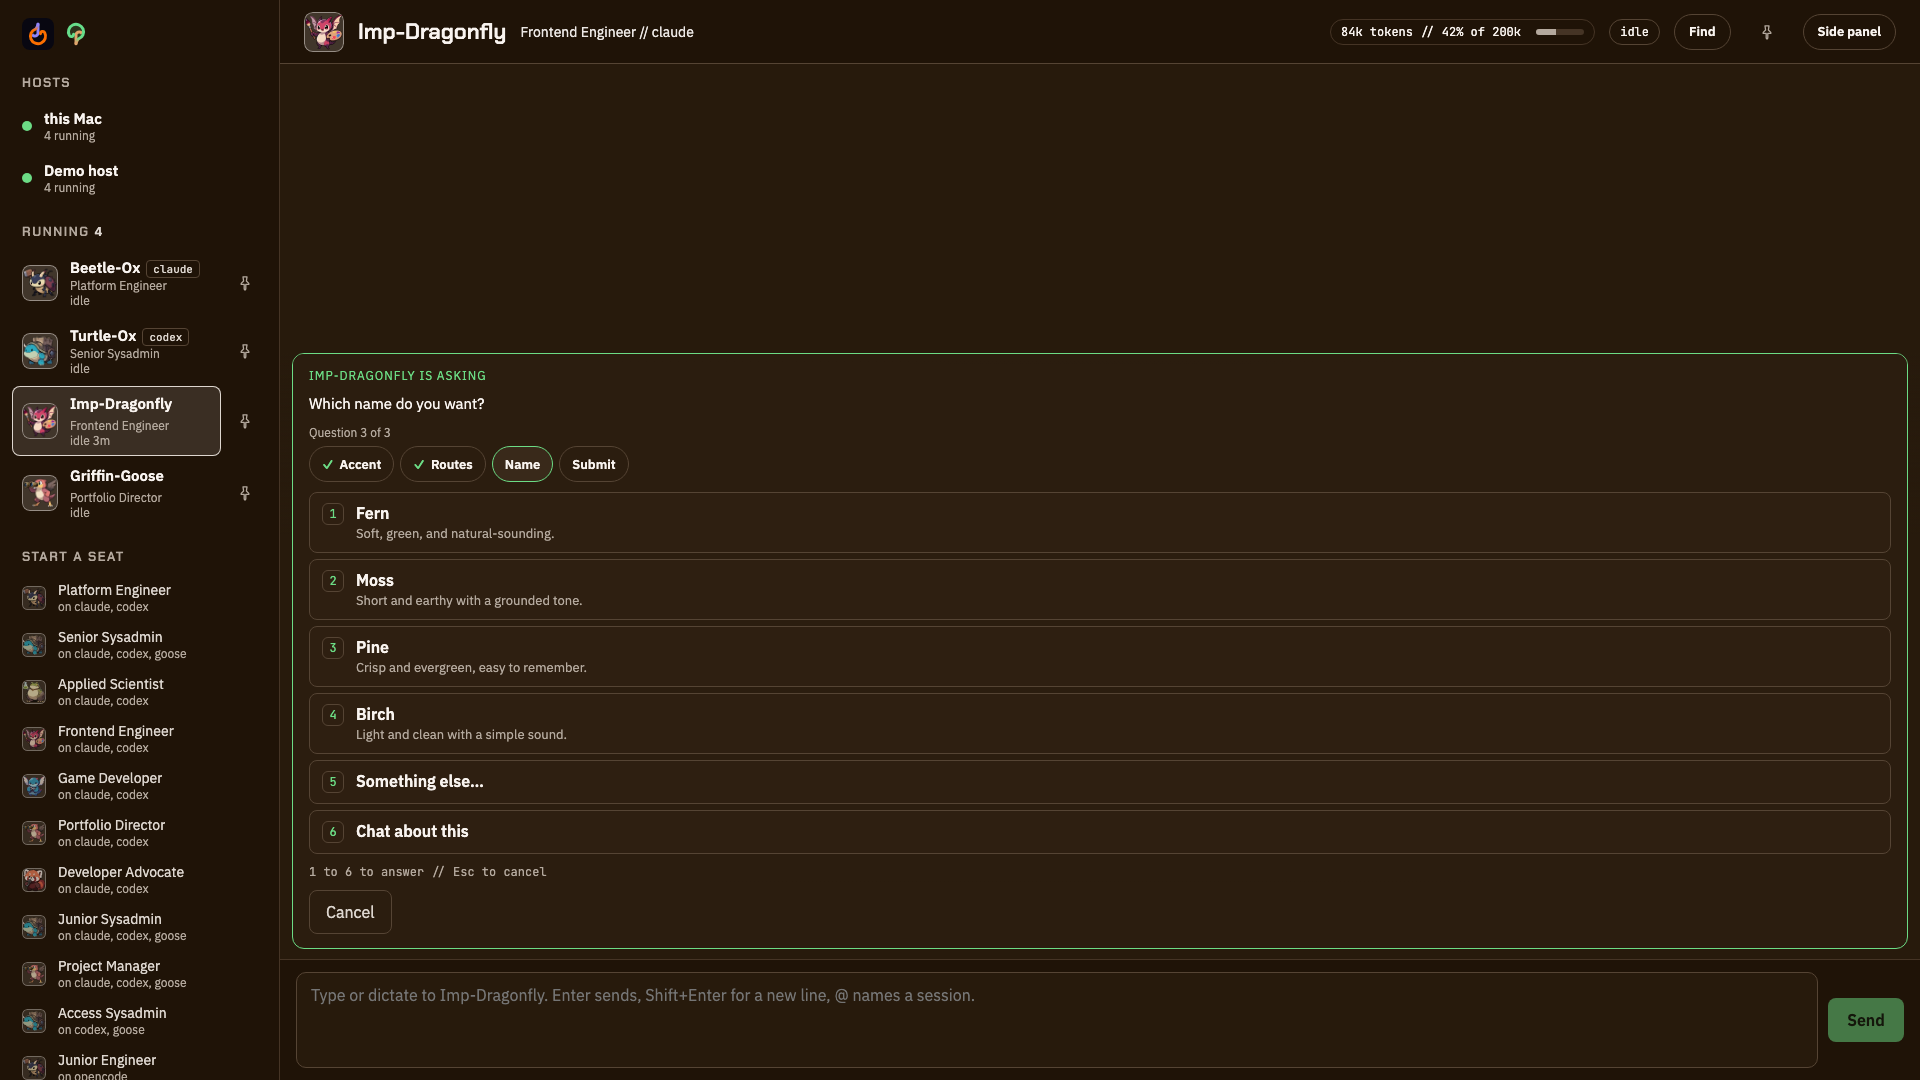 HOSTS
this Mac
4 running
Demo host
4 running
RUNNING 4
Beetle-Ox claude
Platform Engineer
idle
Turtle-Ox codex
Senior Sysadmin
idle
Imp-Dragonfly
Frontend Engineer
idle 3m
Griffin-Goose
Portfolio Director
idle
START A SEAT
Platform Engineer
on claude, codex
Senior Sysadmin
on claude, codex, goose
Applied Scientist
on claude, codex
Frontend Engineer
on claude, codex
Game Developer
on claude, codex
Portfolio Director
on claude, codex
Developer Advocate
on claude, codex
Junior Sysadmin
on claude, codex, goose
Project Manager
on claude, codex, goose
Access Sysadmin
on codex, goose
Junior Engineer
on opencode
Imp-Dragonfly Frontend Engineer // claude
84k tokens // 42% of 200k idle Find Side panel
IMP-DRAGONFLY IS ASKING
Which name do you want?
Question 3 of 3
✓ Accent ✓ Routes Name Submit
1 Fern
Soft, green, and natural-sounding.
2 Moss
Short and earthy with a grounded tone.
3 Pine
Crisp and evergreen, easy to remember.
4 Birch
Light and clean with a simple sound.
5 Something else...
6 Chat about this
1 to 6 to answer // Esc to cancel
Cancel
Type or dictate to Imp-Dragonfly. Enter sends, Shift+Enter for a new line, @ names a session.
Send